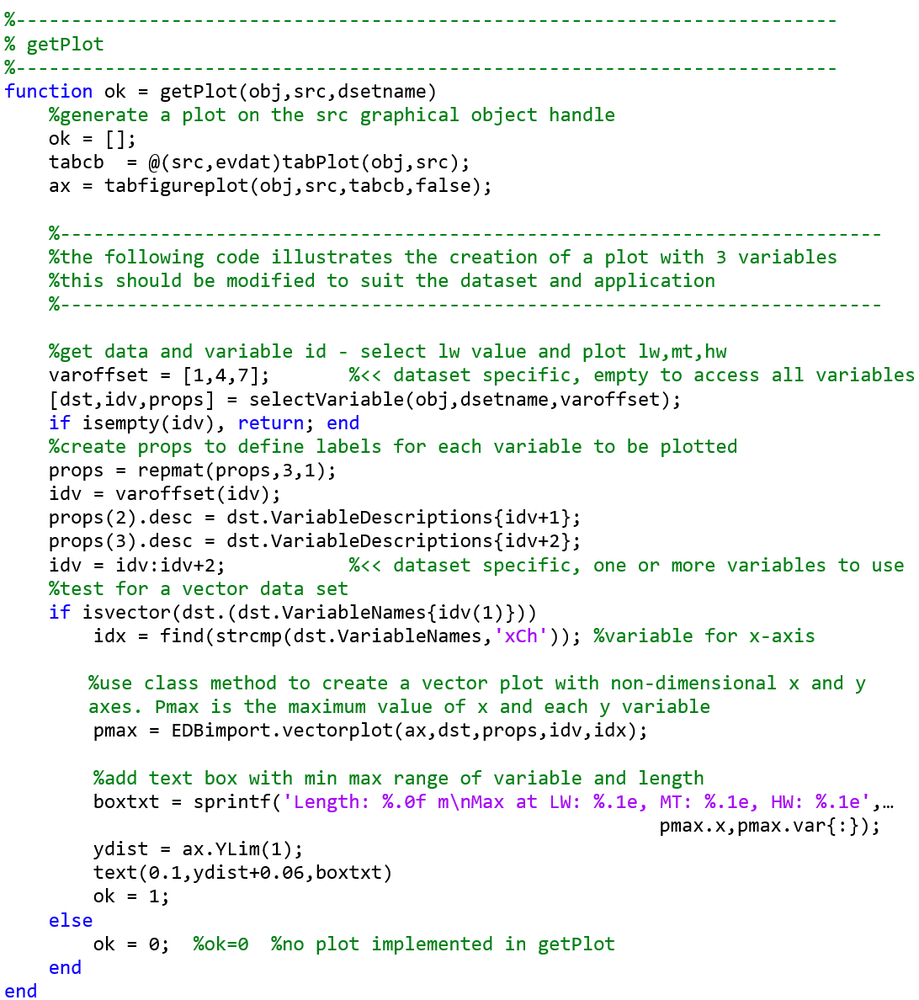 %--------------------------------------------------------------------------
% getPlot
%--------------------------------------------------------------------------
function ok = getPlot(obj,src,dsetname)
    %generate a plot on the src graphical object handle
    ok = [];
    tabcb  = @(src,evdat)tabPlot(obj,src);
    ax = tabfigureplot(obj,src,tabcb,false);

    %--------------------------------------------------------------------------
    %the following code illustrates the creation of a plot with 3 variables
    %this should be modified to suit the dataset and application
    %--------------------------------------------------------------------------

    %get data and variable id - select lw value and plot lw,mt,hw
    varoffset = [1,4,7];       %<< dataset specific, empty to access all variables
    [dst,idv,props] = selectVariable(obj,dsetname,varoffset);
    if isempty(idv), return; end
    %create props to define labels for each variable to be plotted
    props = repmat(props,3,1);
    idv = varoffset(idv);
    props(2).desc = dst.VariableDescriptions{idv+1};
    props(3).desc = dst.VariableDescriptions{idv+2};
    idv = idv:idv+2;           %<< dataset specific, one or more variables to use
    %test for a vector data set
    if isvector(dst.(dst.VariableNames{idv(1)}))
        idx = find(strcmp(dst.VariableNames,'xCh')); %variable for x-axis

        %use class method to create a vector plot with non-dimensional x and y
        axes. Pmax is the maximum value of x and each y variable
        pmax = EDBimport.vectorplot(ax,dst,props,idv,idx);

        %add text box with min max range of variable and length
        boxtxt = sprintf('Length: %.0f m\nMax at LW: %.1e, MT: %.1e, HW: %.1e',…
                                                           pmax.x,pmax.var{:});
        ydist = ax.YLim(1);
        text(0.1,ydist+0.06,boxtxt)
        ok = 1;
    else
        ok = 0;  %ok=0  %no plot implemented in getPlot
    end
end